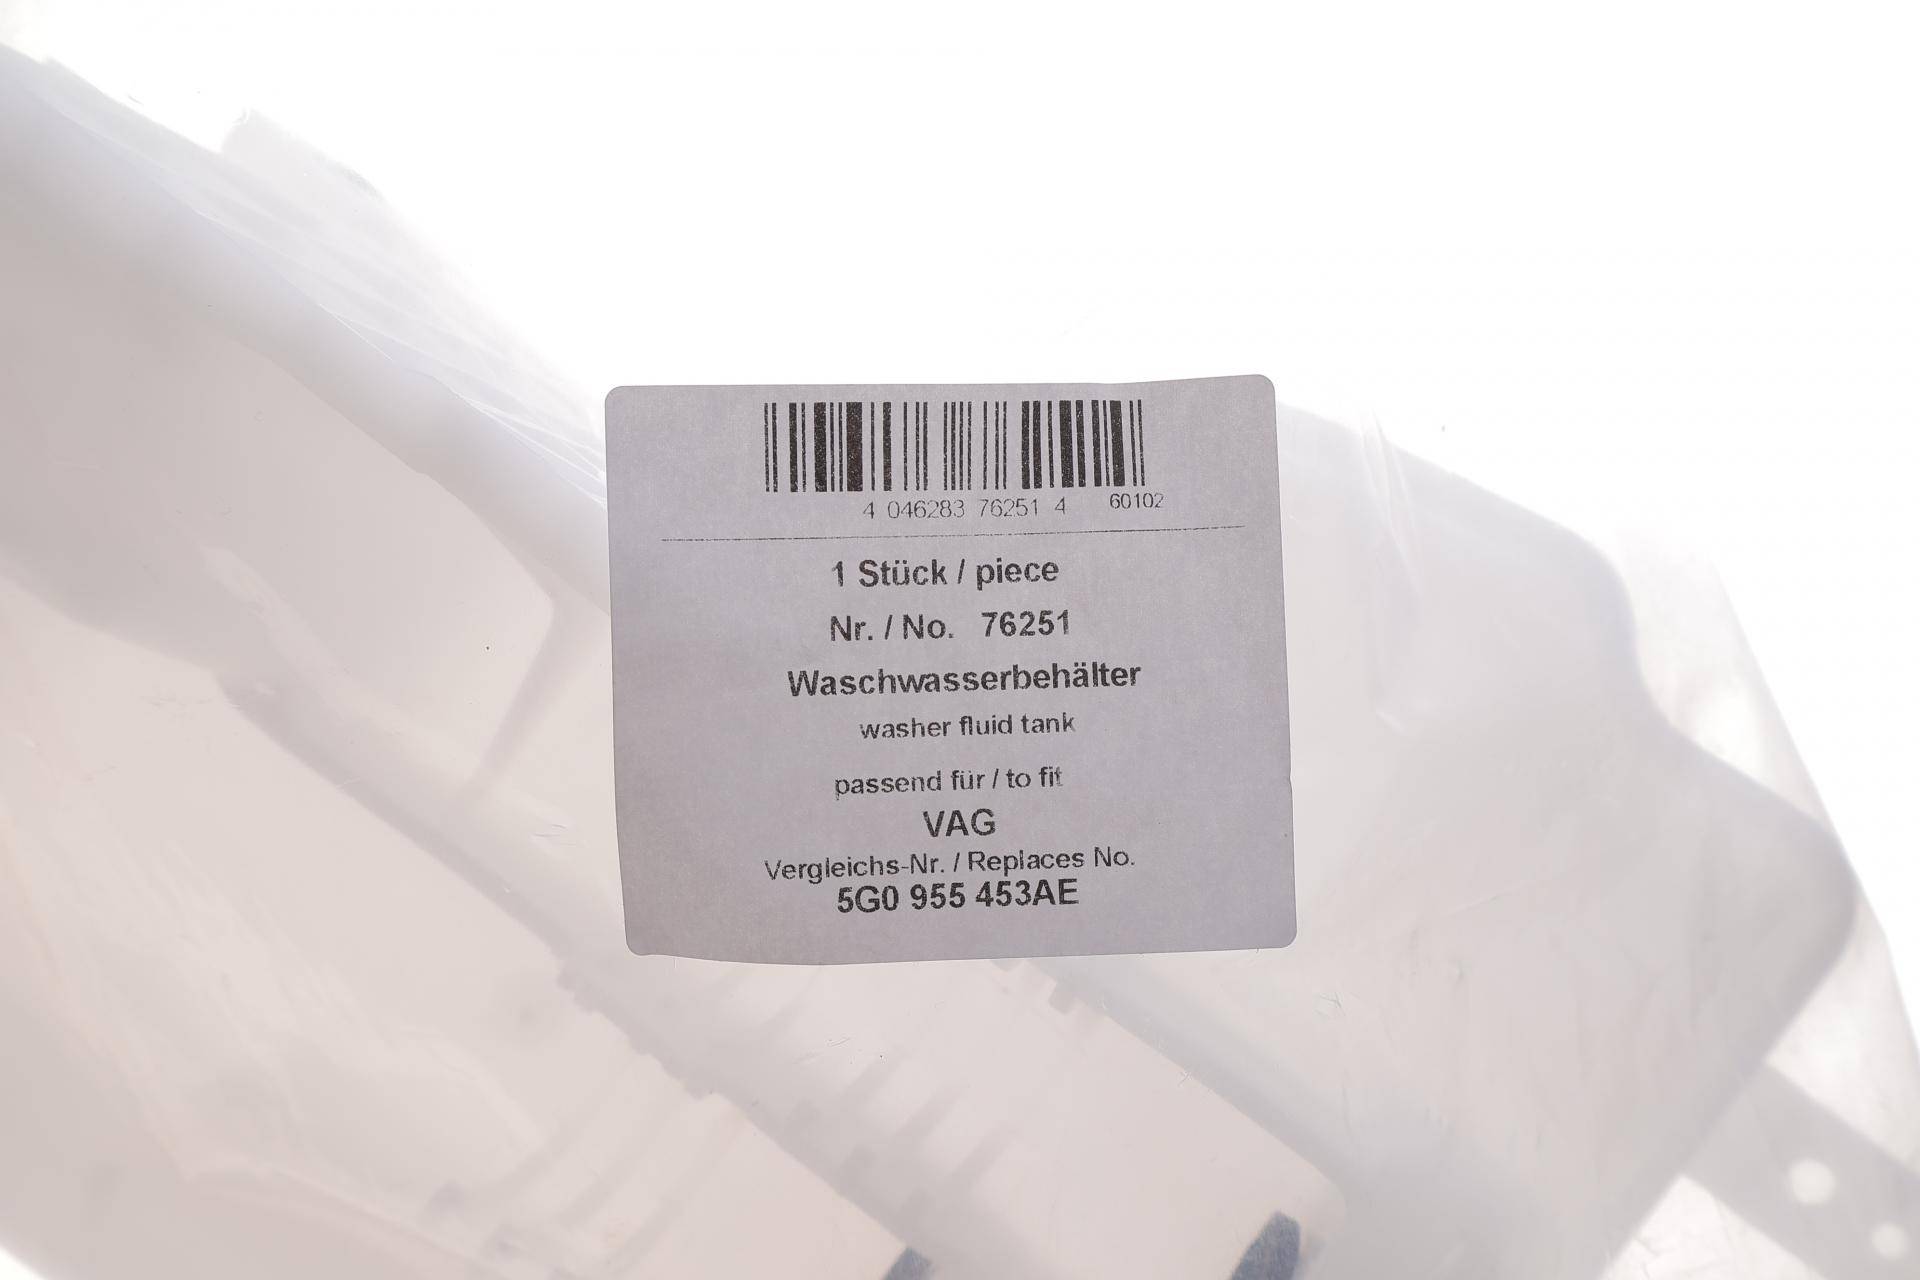 4 046283 76251 4 60102
1 Stück / piece
Nr. / No. 76251
Waschwasserbehälter
washer fluid tank
passend für / to fit
VAG
Vergleichs-Nr. / Replaces No.
5G0 955 453AE